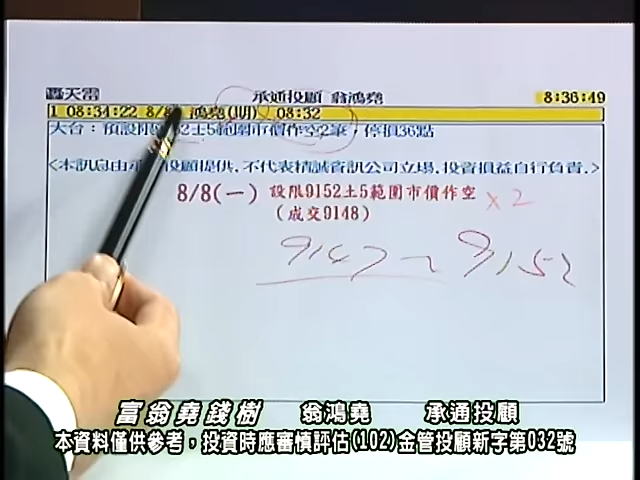 承通投顧 翁鴻堯 8:36:49
1 08:34:22 8/8 鴻堯(期) 08:32
大台：預設限9152土5範圍市價作空2筆，停損36點
<本訊息由承通投顧提供,不代表精誠資訊公司立場,投資損益自行負責.>
8/8(一) 設限9152土5範圍市價作空 x2
(成交9148)
9147~9152
富翁堯錢樹 翁鴻堯 承通投顧
本資料僅供參考，投資時應審慎評估(102)金管投顧新字第032號